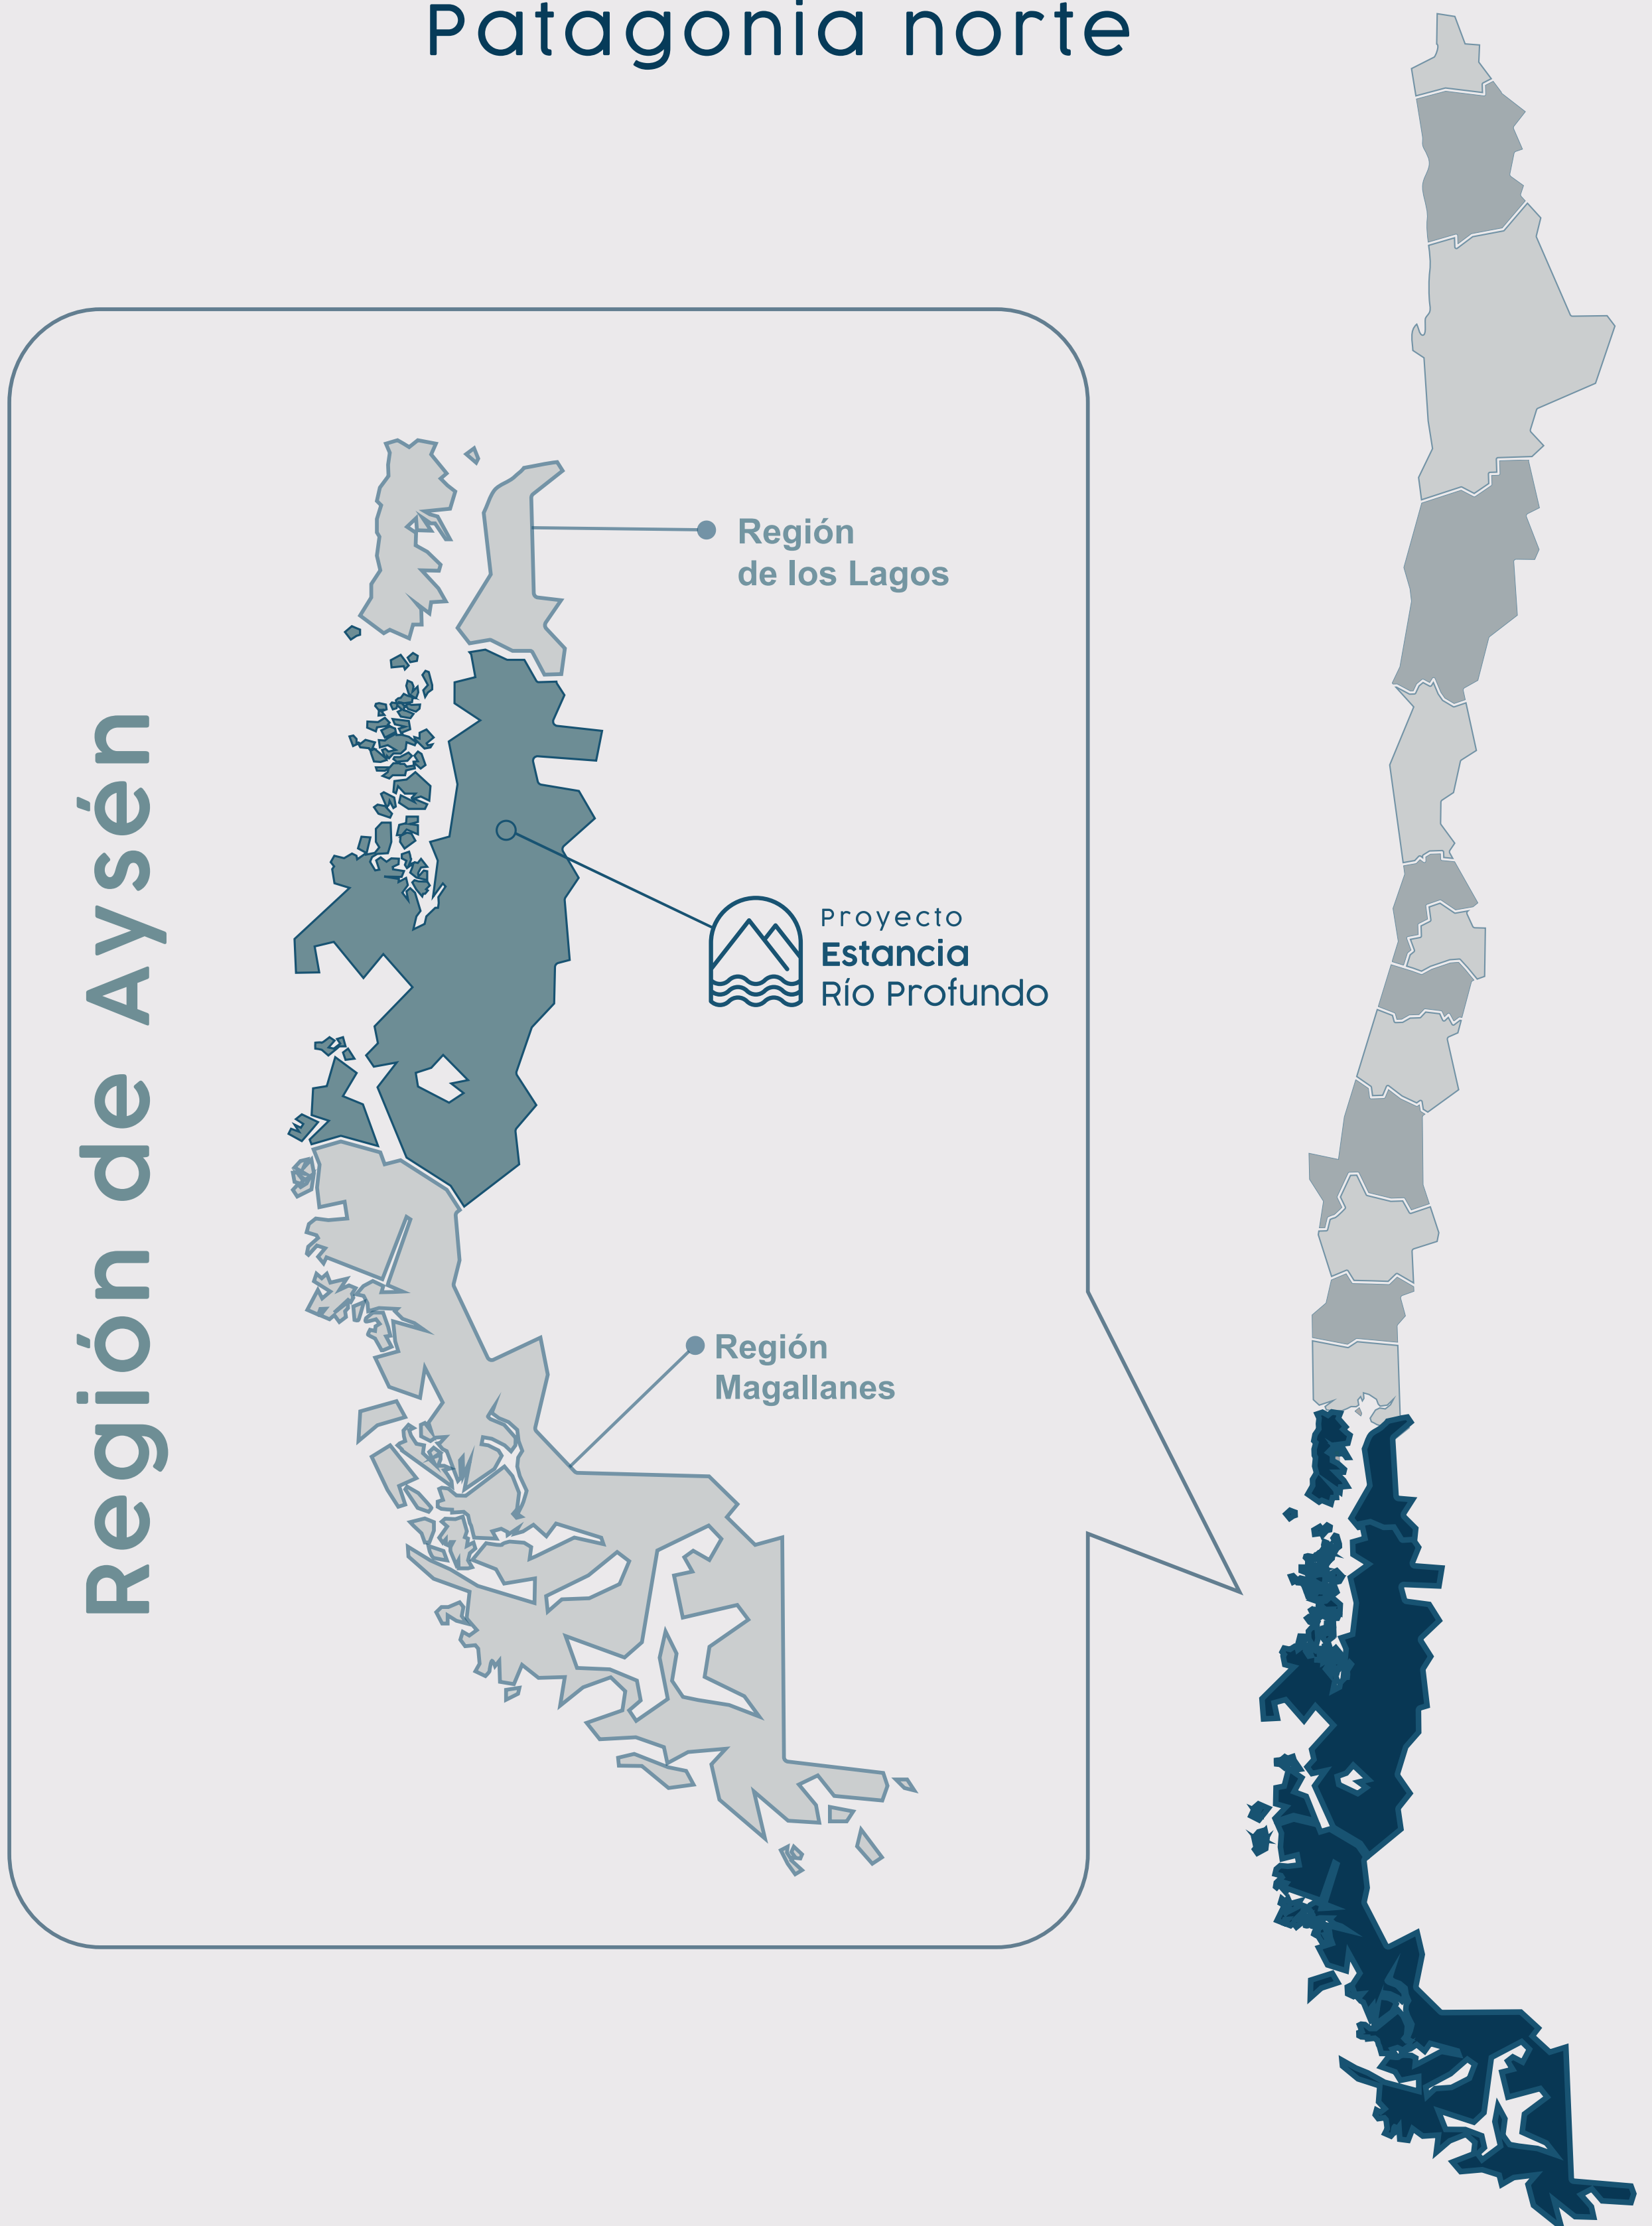 Patagonia norte
Región
de los Lagos
Región de Aysén
Proyecto
Estancia
Río Profundo
Región
Magallanes